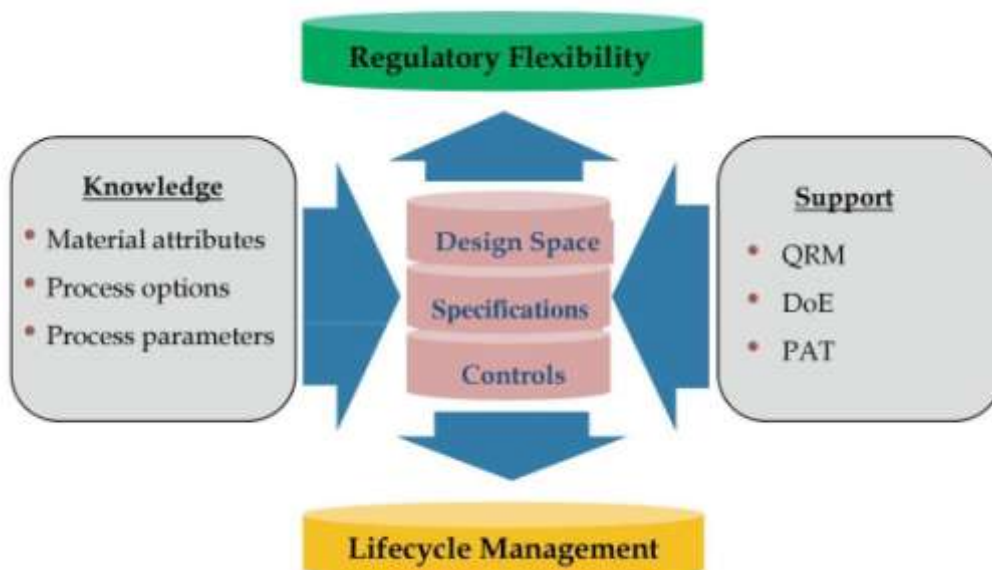 Regulatory Flexibility
Knowledge
• Material attributes
• Process options
• Process parameters
Design Space
Specifications
Controls
Support
• QRM
• DoE
• PAT
Lifecycle Management